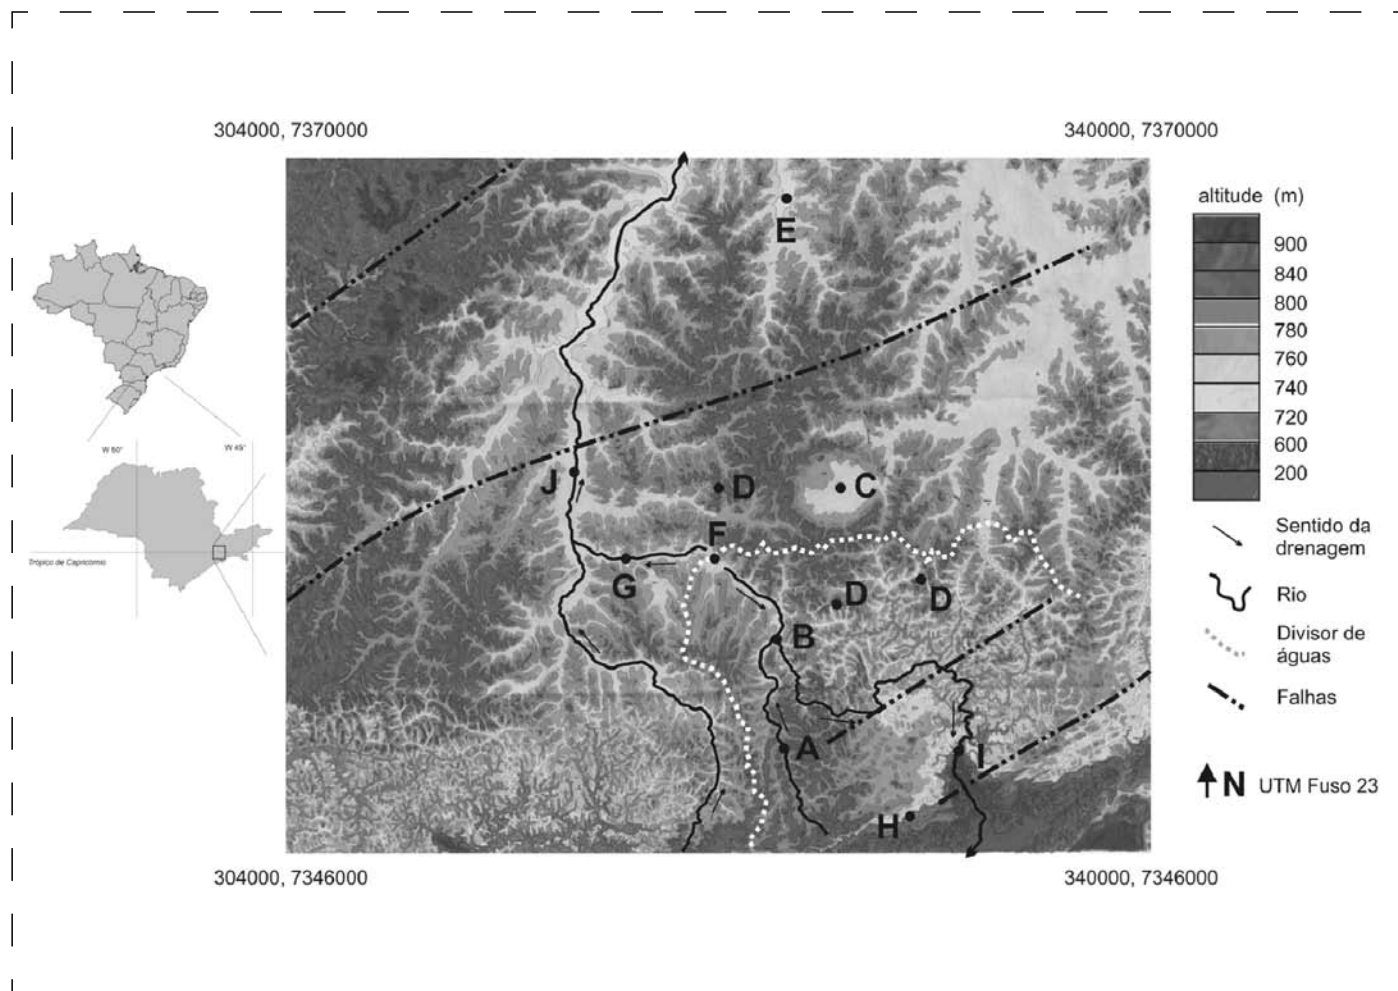 304000, 7370000
340000, 7370000
altitude (m)
900
840
800
780
760
740
720
600
200
E
J
D
C
F
G
D
D
B
A
I
H
W 50°
W 45°
Trópico de Capricórnio
Sentido da
drenagem
Rio
Divisor de
águas
Falhas
N UTM Fuso 23
304000, 7346000
340000, 7346000